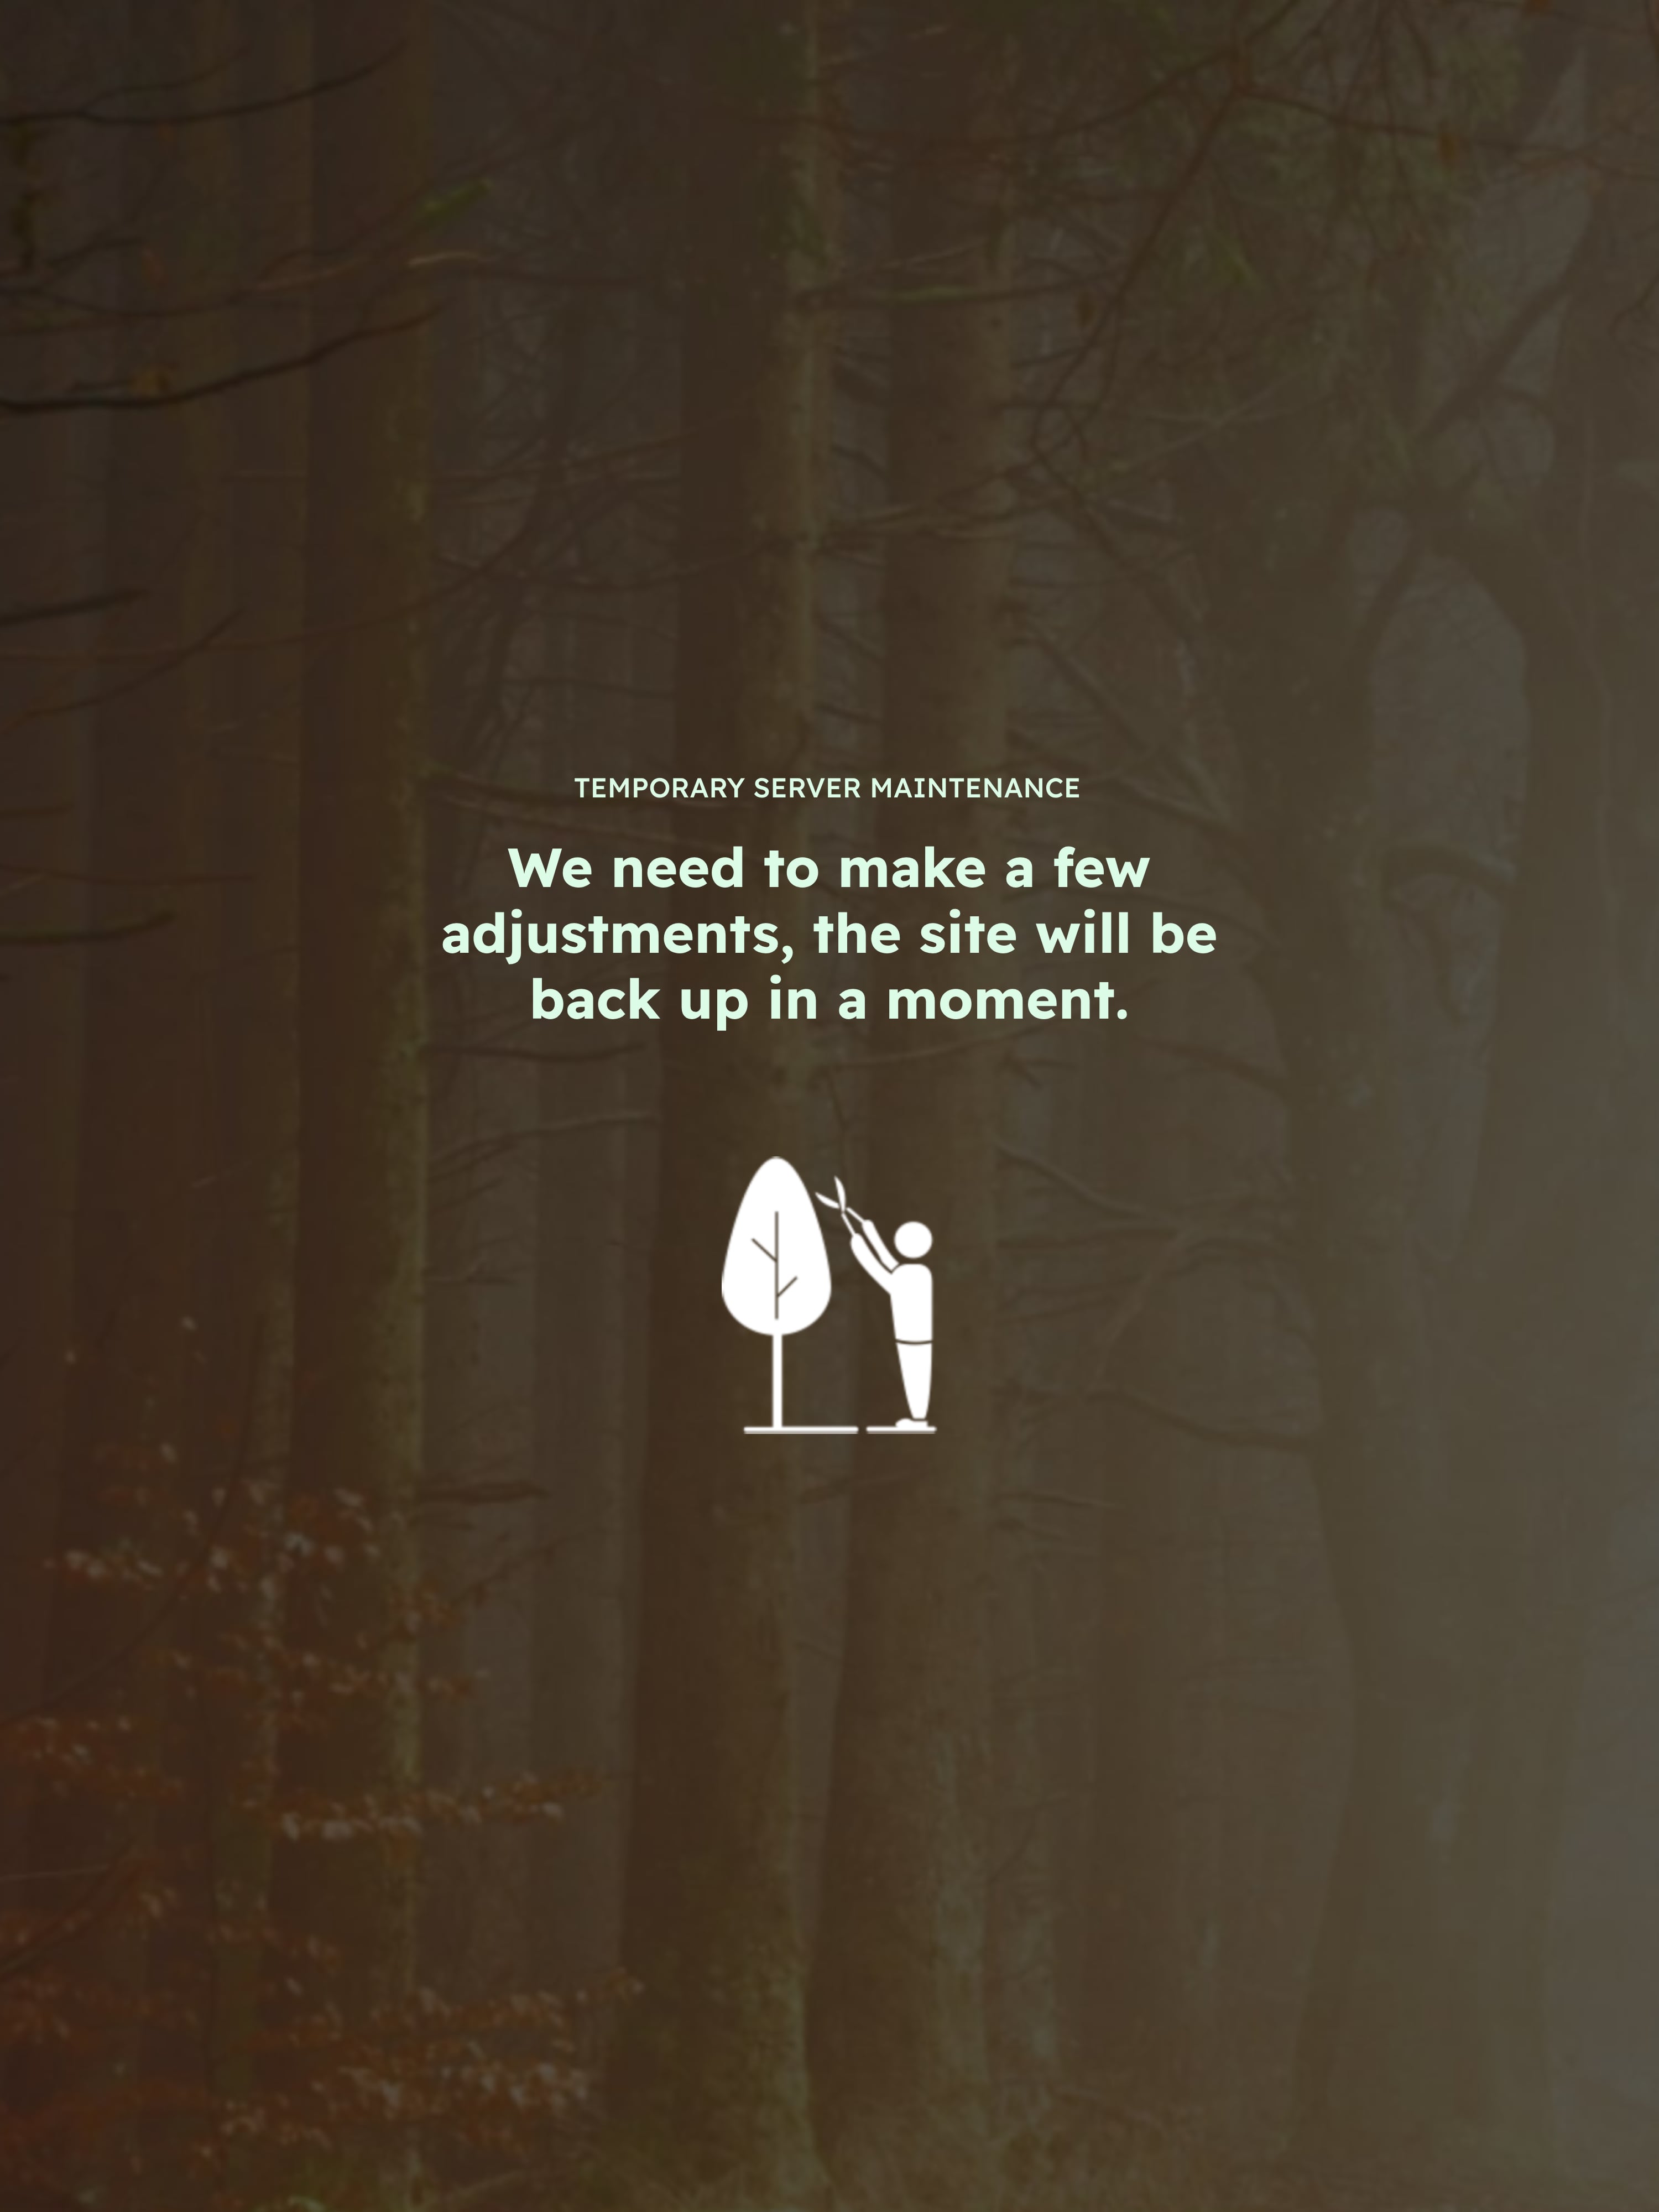 TEMPORARY SERVER MAINTENANCE
We need to make a few
adjustments, the site will be
back up in a moment.